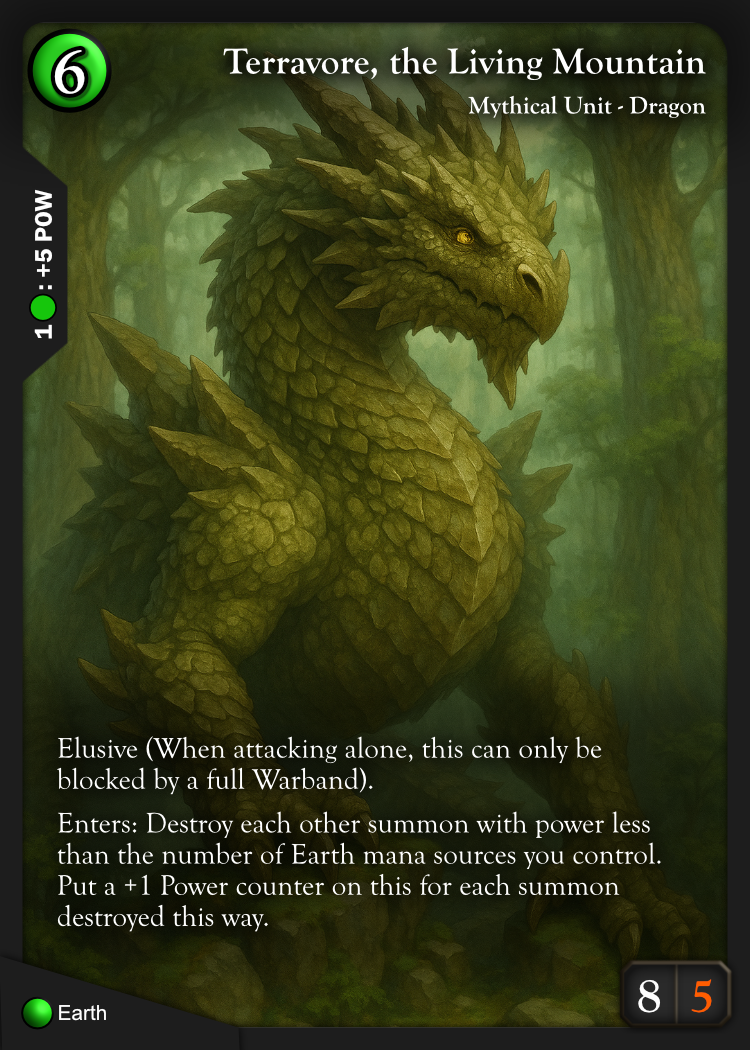 6
Terravore, the Living Mountain
Mythical Unit - Dragon
1 : +5 POW
Elusive (When attacking alone, this can only be
blocked by a full Warband).
Enters: Destroy each other summon with power less
than the number of Earth mana sources you control.
Put a +1 Power counter on this for each summon
destroyed this way.
Earth
8 5